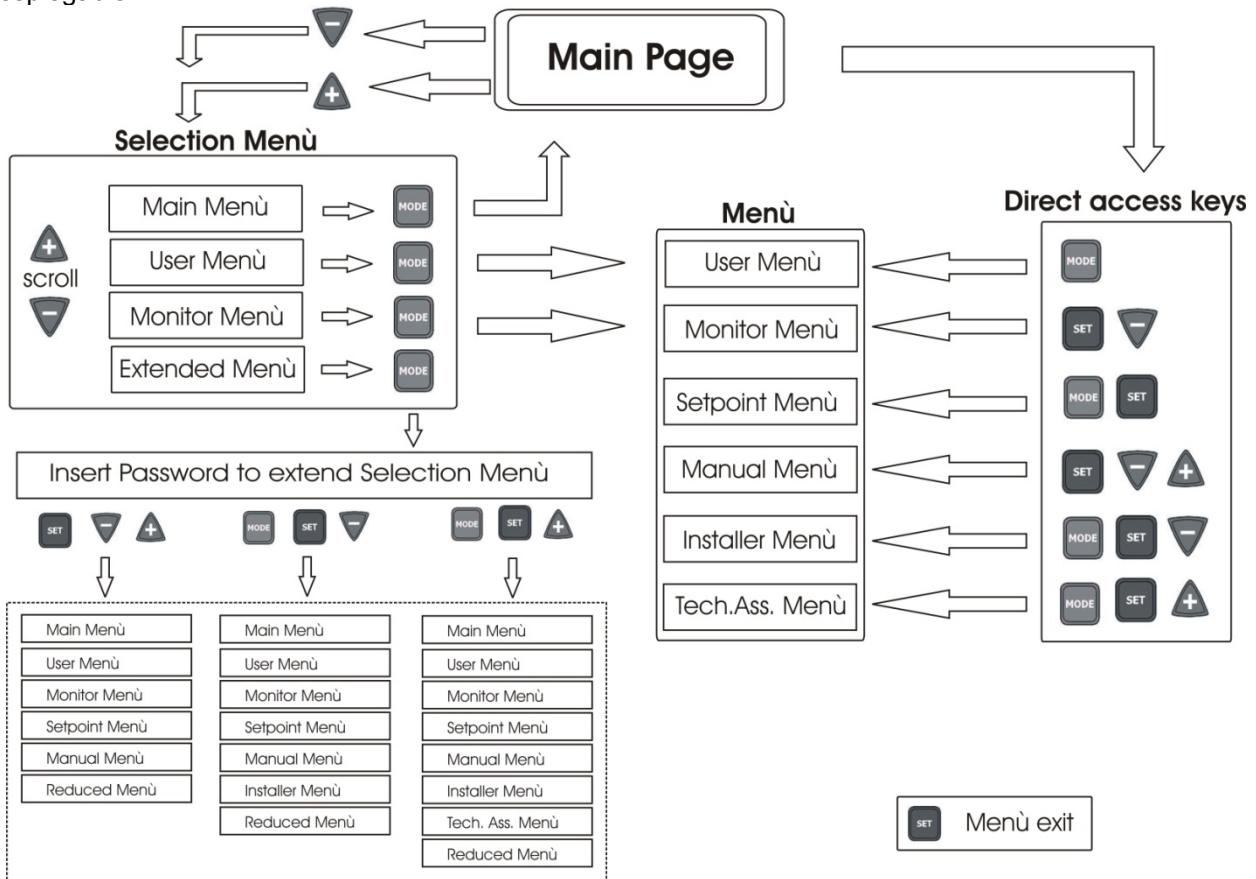 Main Page
Selection Menù
Main Menù MODE
User Menù MODE
scroll
Monitor Menù MODE
Extended Menù MODE
Insert Password to extend Selection Menù
SET MODE SET MODE SET
Main Menù
User Menù
Monitor Menù
Setpoint Menù
Manual Menù
Reduced Menù
Main Menù
User Menù
Monitor Menù
Setpoint Menù
Manual Menù
Installer Menù
Reduced Menù
Main Menù
User Menù
Monitor Menù
Setpoint Menù
Manual Menù
Installer Menù
Tech. Ass. Menù
Reduced Menù
Menù
User Menù
Monitor Menù
Setpoint Menù
Manual Menù
Installer Menù
Tech.Ass. Menù
Direct access keys
MODE
SET
MODE SET
SET
MODE SET
MODE SET
SET Menù exit